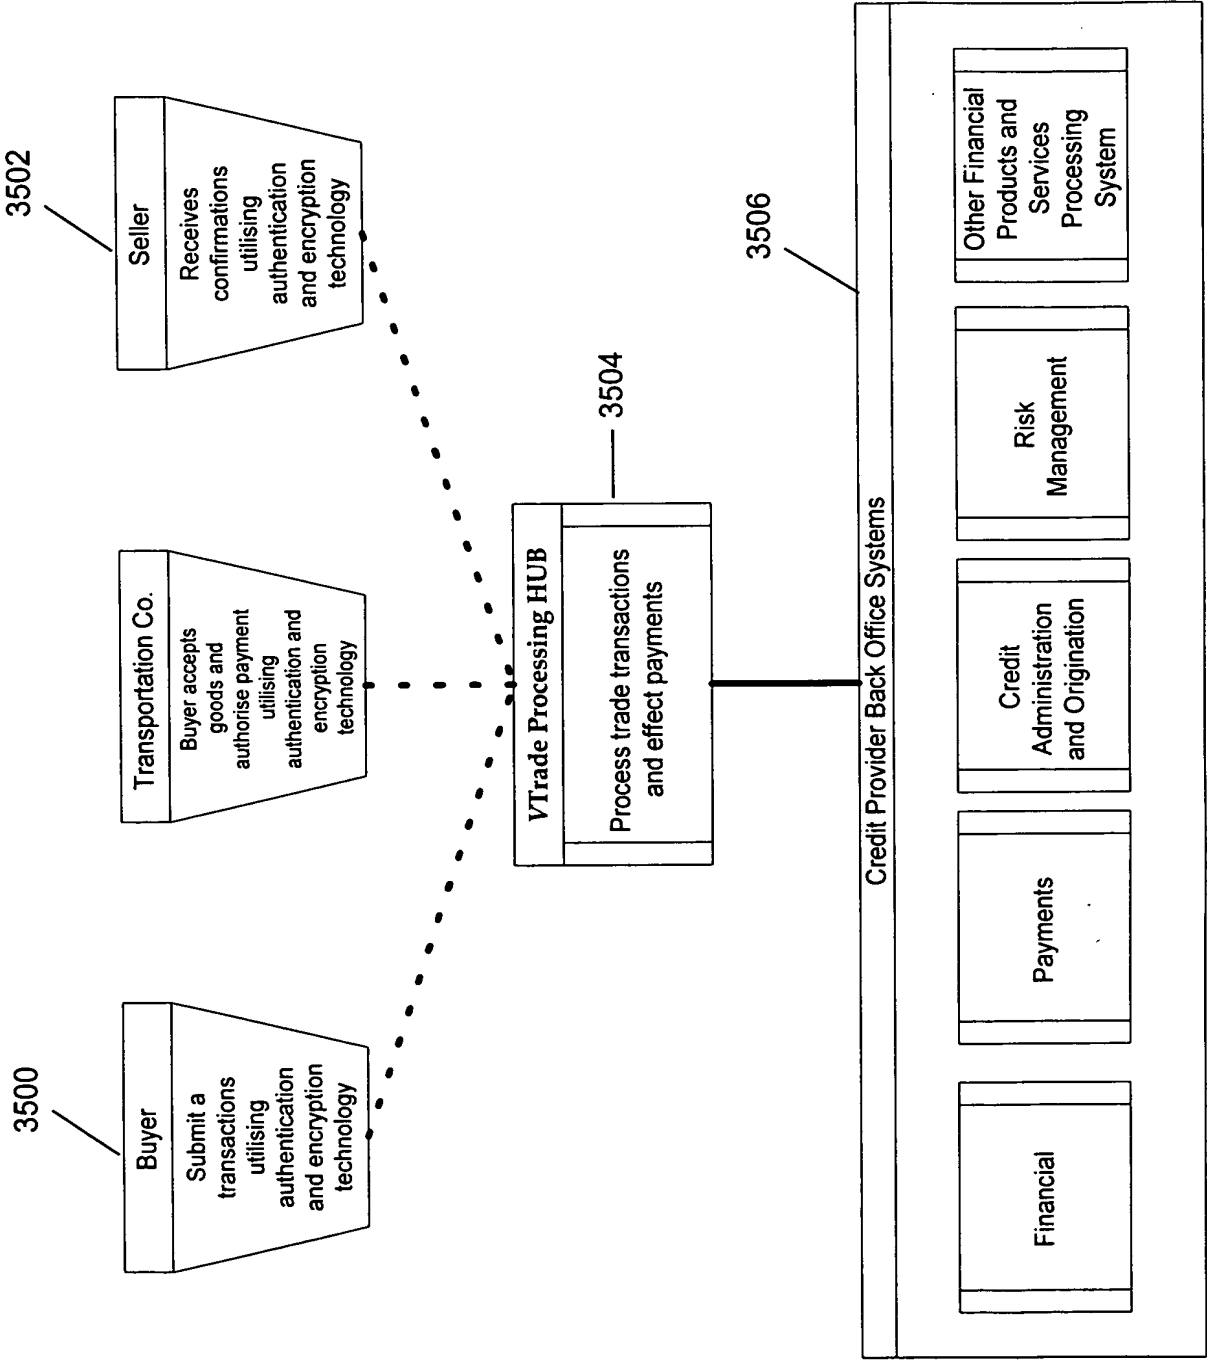 3500
Buyer
Submit a
transactions
utilising
authentication
and encryption
technology
Transportation Co.
Buyer accepts
goods and
authorise payment
utilising
authentication and
encryption
technology
3502
Seller
Receives
confirmations
utilising
authentication
and encryption
technology
VTrade Processing HUB
Process trade transactions
and effect payments
3504
Credit Provider Back Office Systems
3506
Financial
Payments
Credit
Administration
and Origination
Risk
Management
Other Financial
Products and
Services
Processing
System